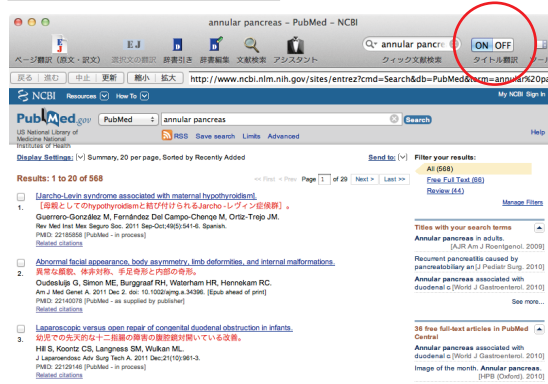 annular pancreas – PubMed – NCBI
annular pancre
ON OFF
ページ翻訳 (原文・訳文) 選択文の翻訳 辞書引き 辞書編集 文献検索 アシスタント クイック文献検索 タイトル翻訳 ツー
戻る 進む 中止 更新 縮小 拡大 http://www.ncbi.nlm.nih.gov/sites/entrez?cmd=Search&db=PubMed&term=annular%20pa
NCBI Resources How To My NCBI Sign In
PubMed.gov PubMed annular pancreas Search
US National Library of
Medicine National
Institutes of Health
RSS Save search Limits Advanced Help
Display Settings: Summary, 20 per page, Sorted by Recently Added Send to:
Results: 1 to 20 of 568 << First < Prev Page 1 of 29 Next > Last >>
1. [Jarcho-Levin syndrome associated with maternal hypothyroidism].
[母親としてのhypothyroidismと結び付けられるJarcho -レヴィン症候群] 。
Guerrero-González M, Fernández Del Campo-Chenge M, Ortiz-Trejo JM.
Rev Med Inst Mex Seguro Soc. 2011 Sep-Oct;49(5):541-6. Spanish.
PMID: 22185856 [PubMed - in process]
Related citations
2. Abnormal facial appearance, body asymmetry, limb deformities, and internal malformations.
異常な顔貌、体非対称、手足奇形と内部の奇形。
Oudesluijs G, Simon ME, Burggraaf RH, Waterham HR, Hennekam RC.
Am J Med Genet A. 2011 Dec 2. doi: 10.1002/ajmg.a.34396. [Epub ahead of print]
PMID: 22140078 [PubMed - as supplied by publisher]
Related citations
3. Laparoscopic versus open repair of congenital duodenal obstruction in infants.
幼児での先天的な十二指腸の障害の腹腔鏡対開いている改善。
Hill S, Koontz CS, Langness SM, Wulkan ML.
J Laparoendosc Adv Surg Tech A. 2011 Dec;21(10):961-3.
PMID: 22129146 [PubMed - in process]
Related citations
Filter your results:
All (568)
Free Full Text (66)
Review (44)
Manage Filters
Titles with your search terms
Annular pancreas in adults.
[AJR Am J Roentgenol. 2009]
Recurrent pancreatitis caused by
pancreatobiliary an [J Pediatr Surg. 2010]
Annular pancreas associated with
duodenal c [World J Gastroenterol. 2010]
See more...
36 free full-text articles in PubMed
Central
Annular pancreas associated with
duodenal c [World J Gastroenterol. 2010]
Image of the month. Annular pancreas.
[HPB (Oxford). 2010]